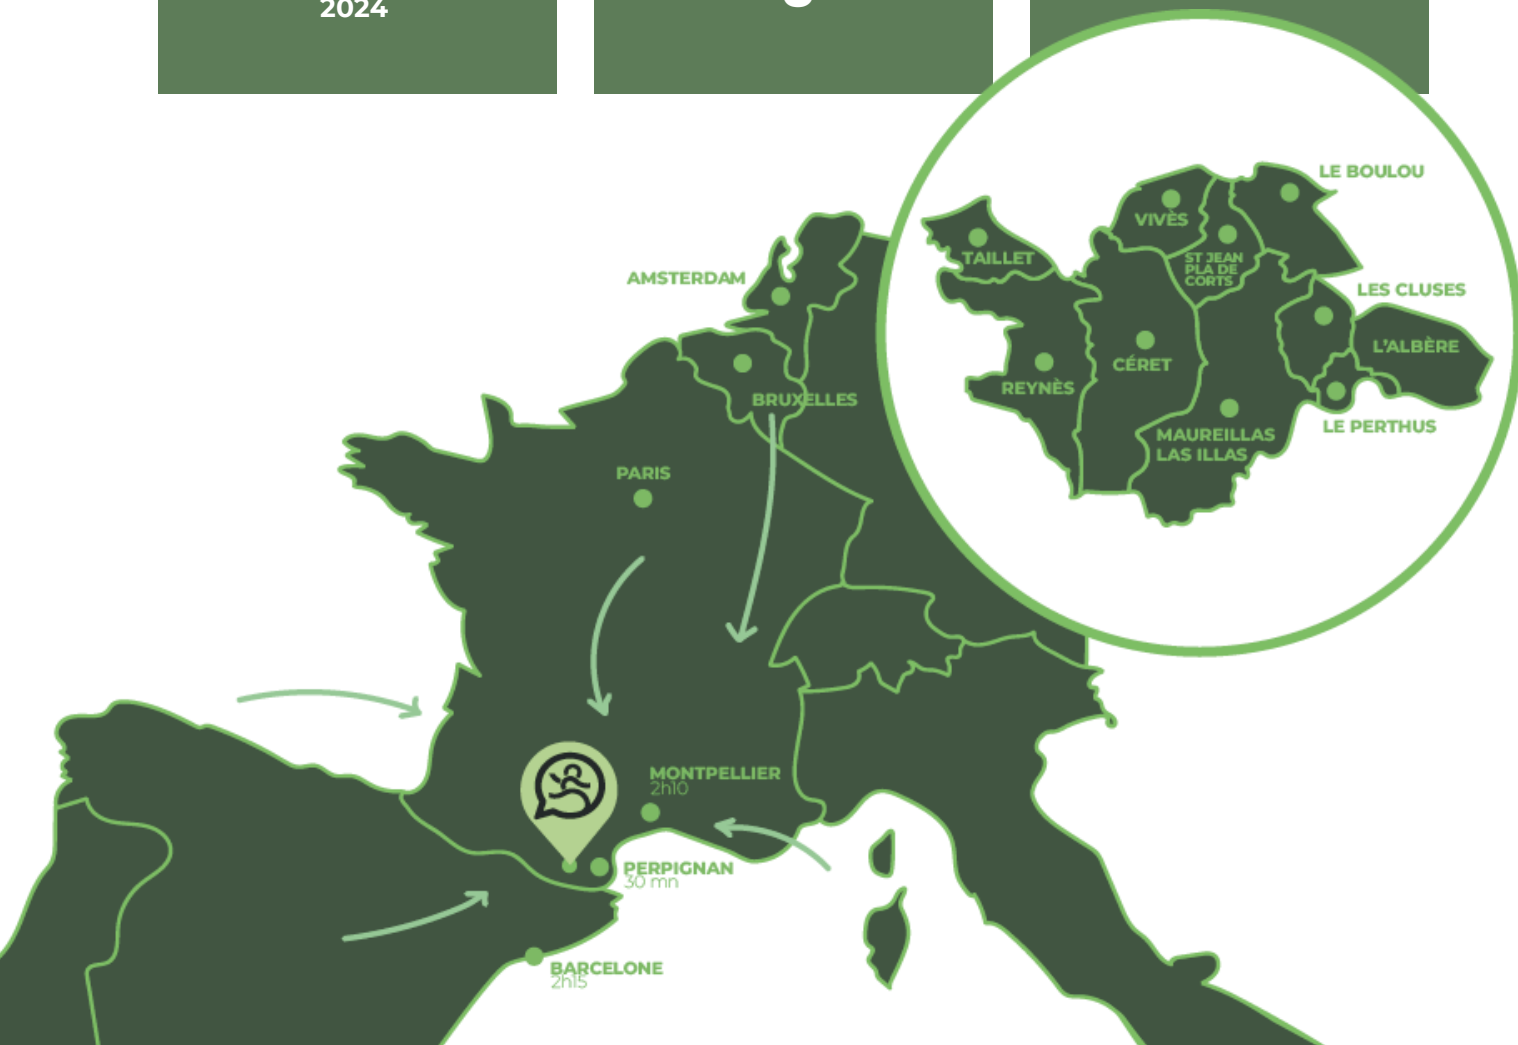 2024
LE BOULOU
VIVÈS
TAILLET
ST JEAN
PLA DE
CORTS
LES CLUSES
L'ALBÈRE
CÉRET
REYNÈS
LE PERTHUS
MAUREILLAS
LAS ILLAS
AMSTERDAM
BRUXELLES
PARIS
MONTPELLIER
2h10
PERPIGNAN
30 mn
BARCELONE
2h15